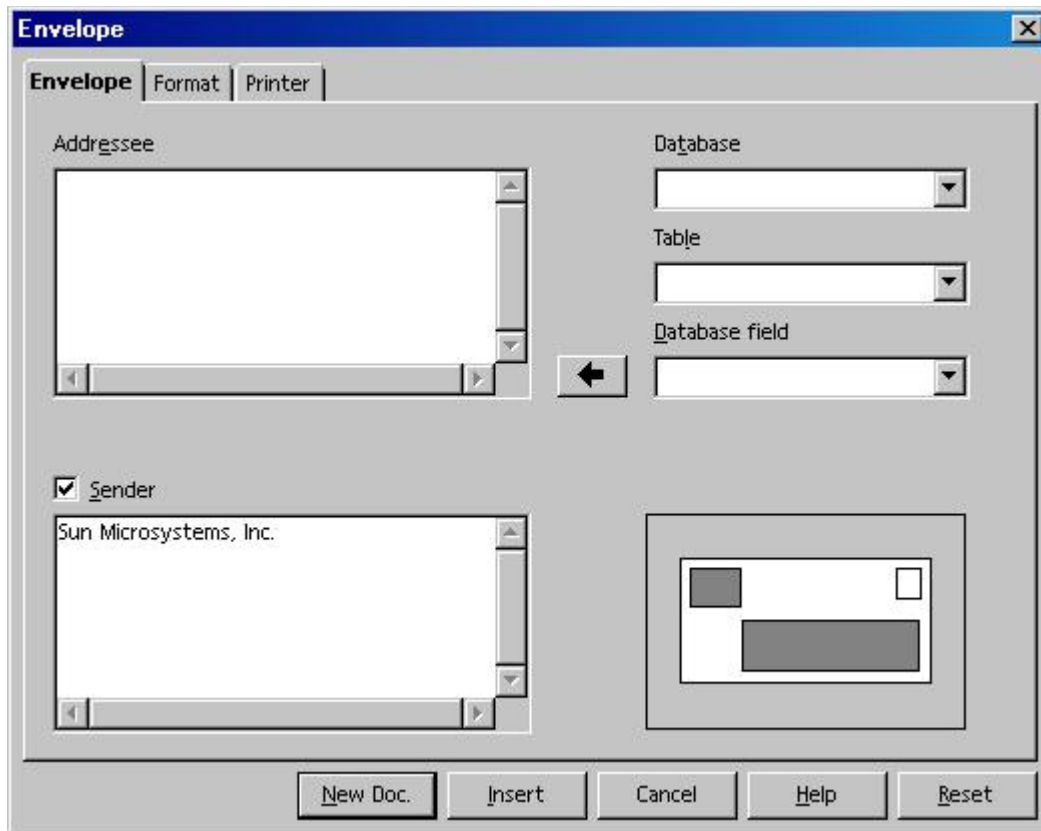 Envelope
Envelope Format Printer
Addressee
Database
Table
Database field
Sender
Sun Microsystems, Inc.
New Doc. Insert Cancel Help Reset